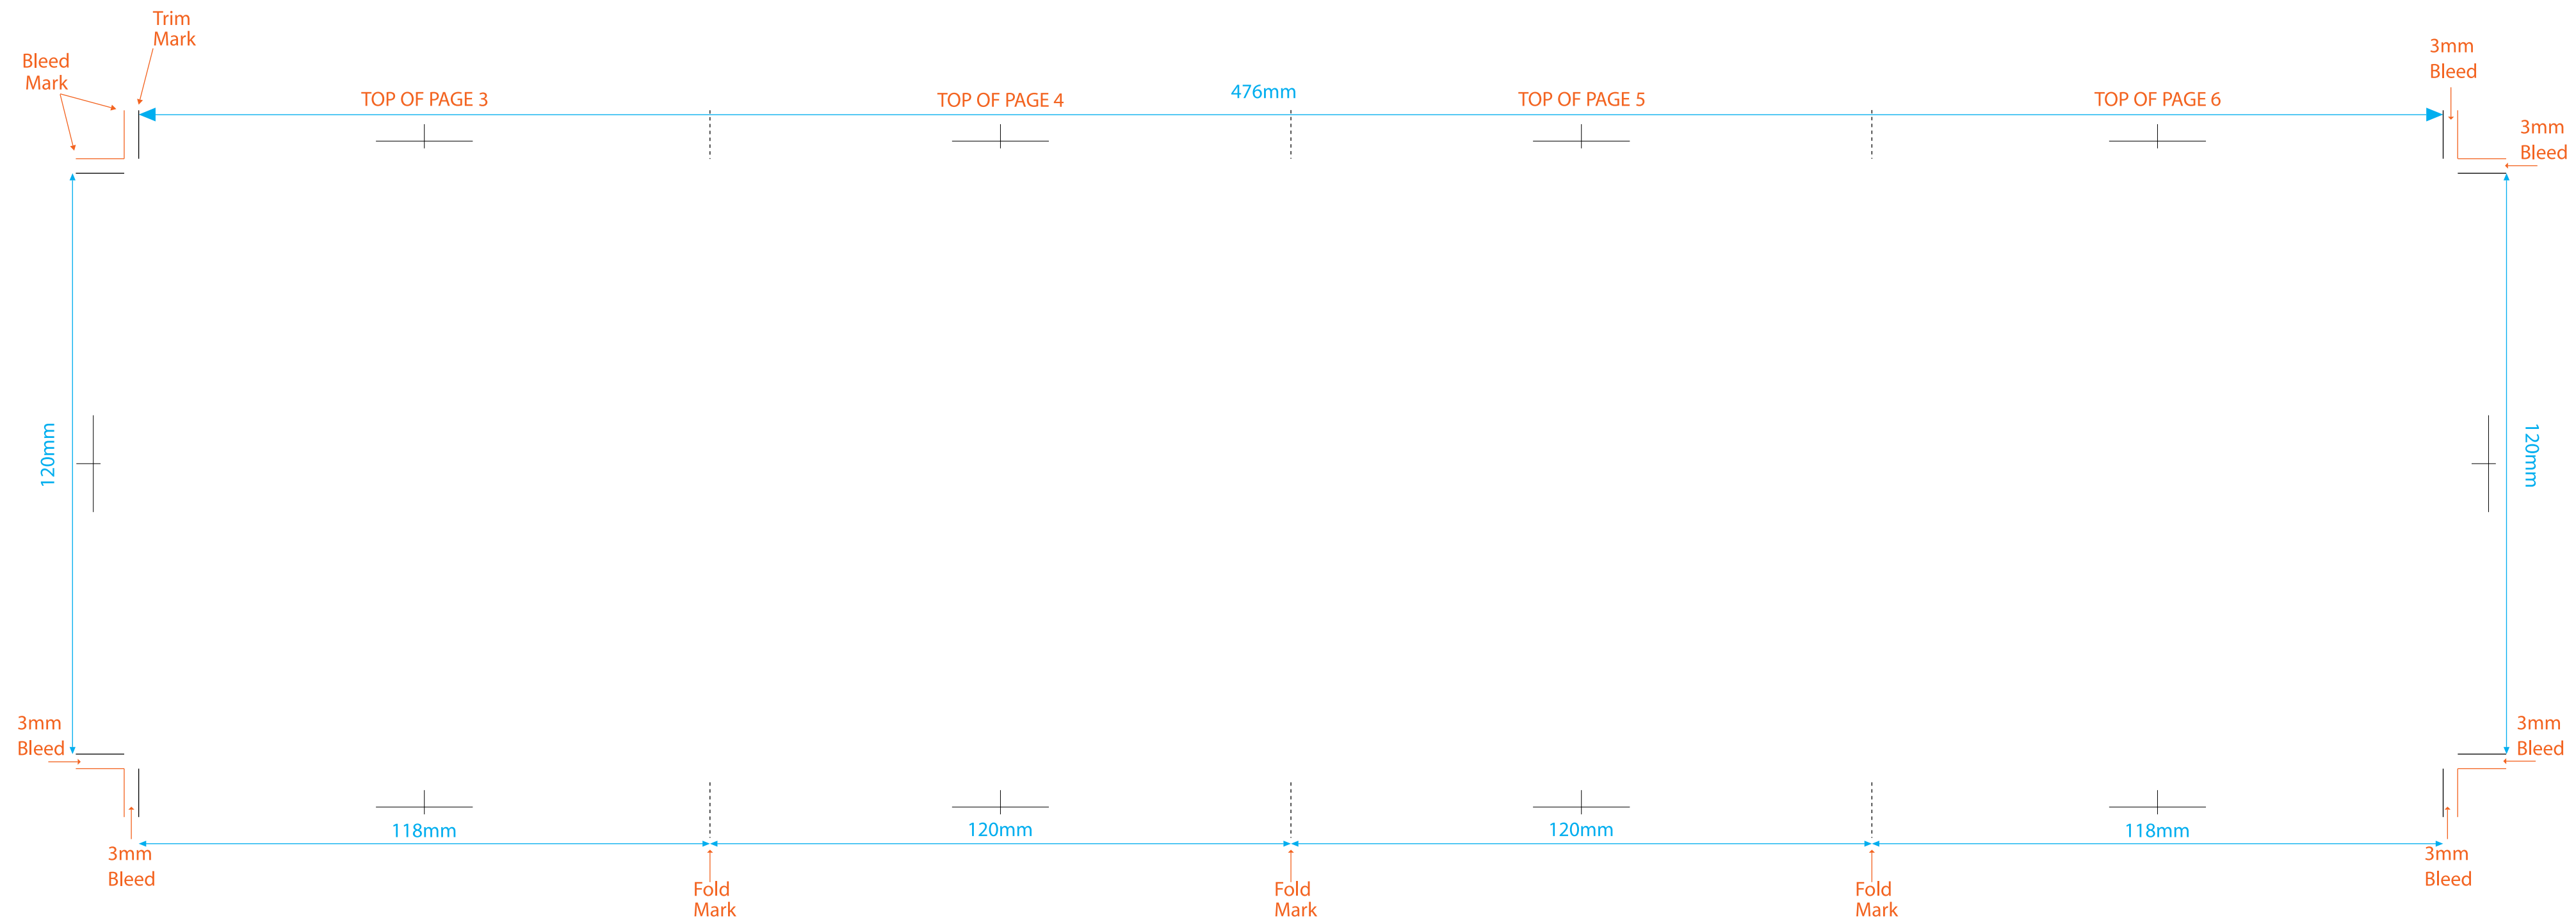 Trim
Mark
Bleed
Mark
TOP OF PAGE 3
TOP OF PAGE 4
476mm
TOP OF PAGE 5
TOP OF PAGE 6
3mm
Bleed
3mm
Bleed
120mm
120mm
3mm
Bleed
3mm
Bleed
118mm
120mm
120mm
118mm
3mm
Bleed
3mm
Bleed
Fold
Mark
Fold
Mark
Fold
Mark